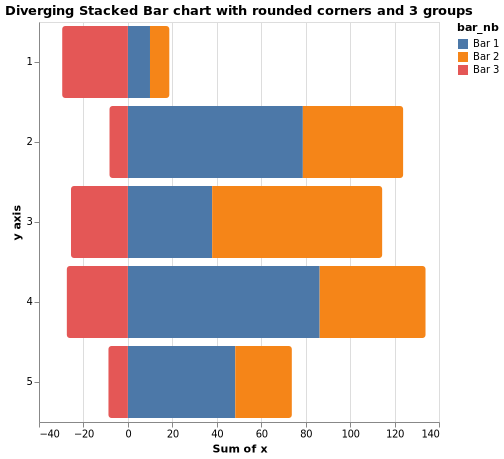 Diverging Stacked Bar chart with rounded corners and 3 groups
bar_nb
Bar 1
Bar 2
Bar 3
y axis
1
2
3
4
5
−40 −20 0 20 40 60 80 100 120 140
Sum of x